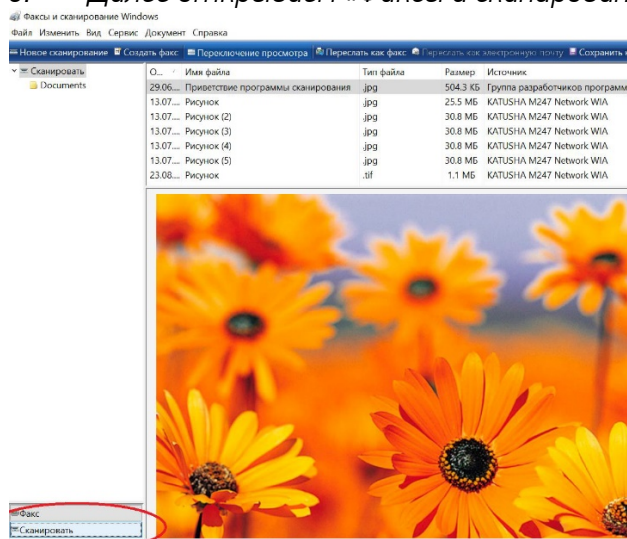 Далее открываем «Факсы и сканирован
Факсы и сканирование Windows
Файл Изменить Вид Сервис Документ Справка
Новое сканирование Создать факс Переключение просмотра Переслать как факс Переслать как электронную почту Сохранить к
Сканировать
Documents
О... Имя файла Тип файла Размер Источник
29.06.... Приветствие программы сканирования .jpg 504.3 КБ Группа разработчиков программ
13.07.... Рисунок .jpg 25.5 МБ KATUSHA M247 Network WIA
13.07.... Рисунок (2) .jpg 30.8 МБ KATUSHA M247 Network WIA
13.07.... Рисунок (3) .jpg 30.8 МБ KATUSHA M247 Network WIA
13.07.... Рисунок (4) .jpg 30.8 МБ KATUSHA M247 Network WIA
13.07.... Рисунок (5) .jpg 30.8 МБ KATUSHA M247 Network WIA
23.08.... Рисунок .tif 1.1 МБ KATUSHA M247 Network WIA
Факс
Сканировать